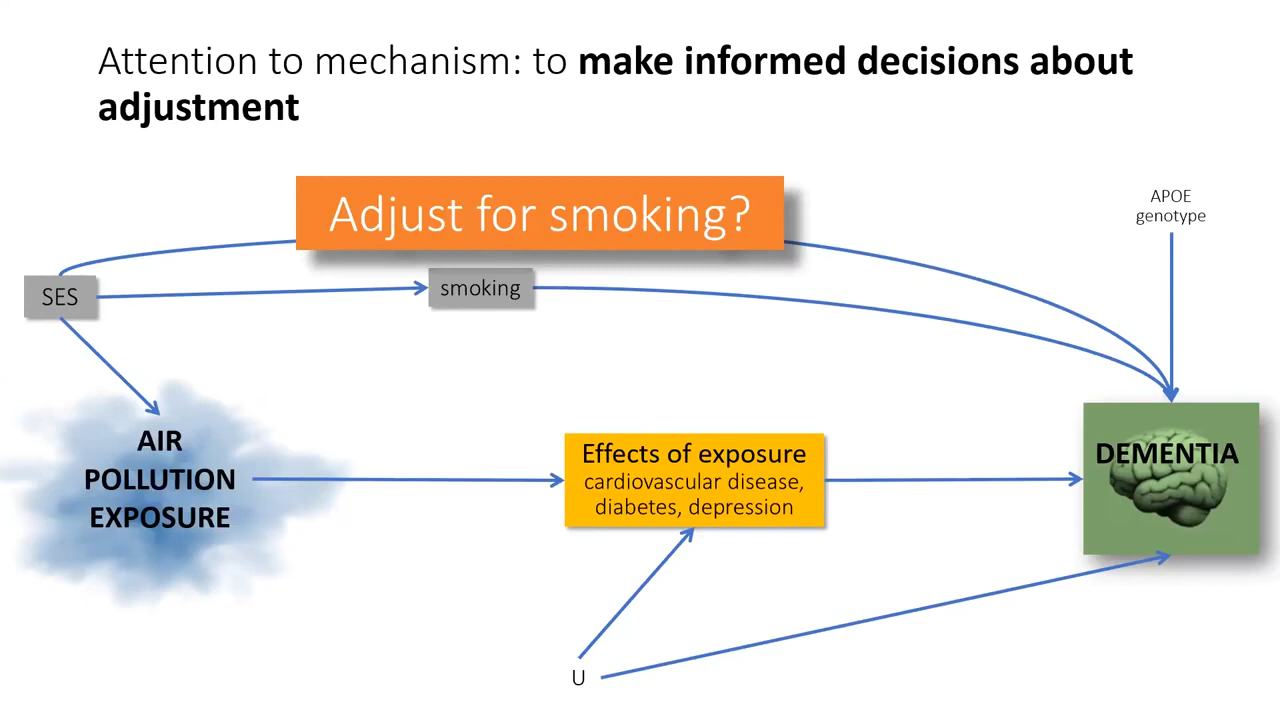 Attention to mechanism: to make informed decisions about
adjustment
Adjust for smoking?
APOE
genotype
SES
smoking
AIR
POLLUTION
EXPOSURE
Effects of exposure
cardiovascular disease,
diabetes, depression
DEMENTIA
U